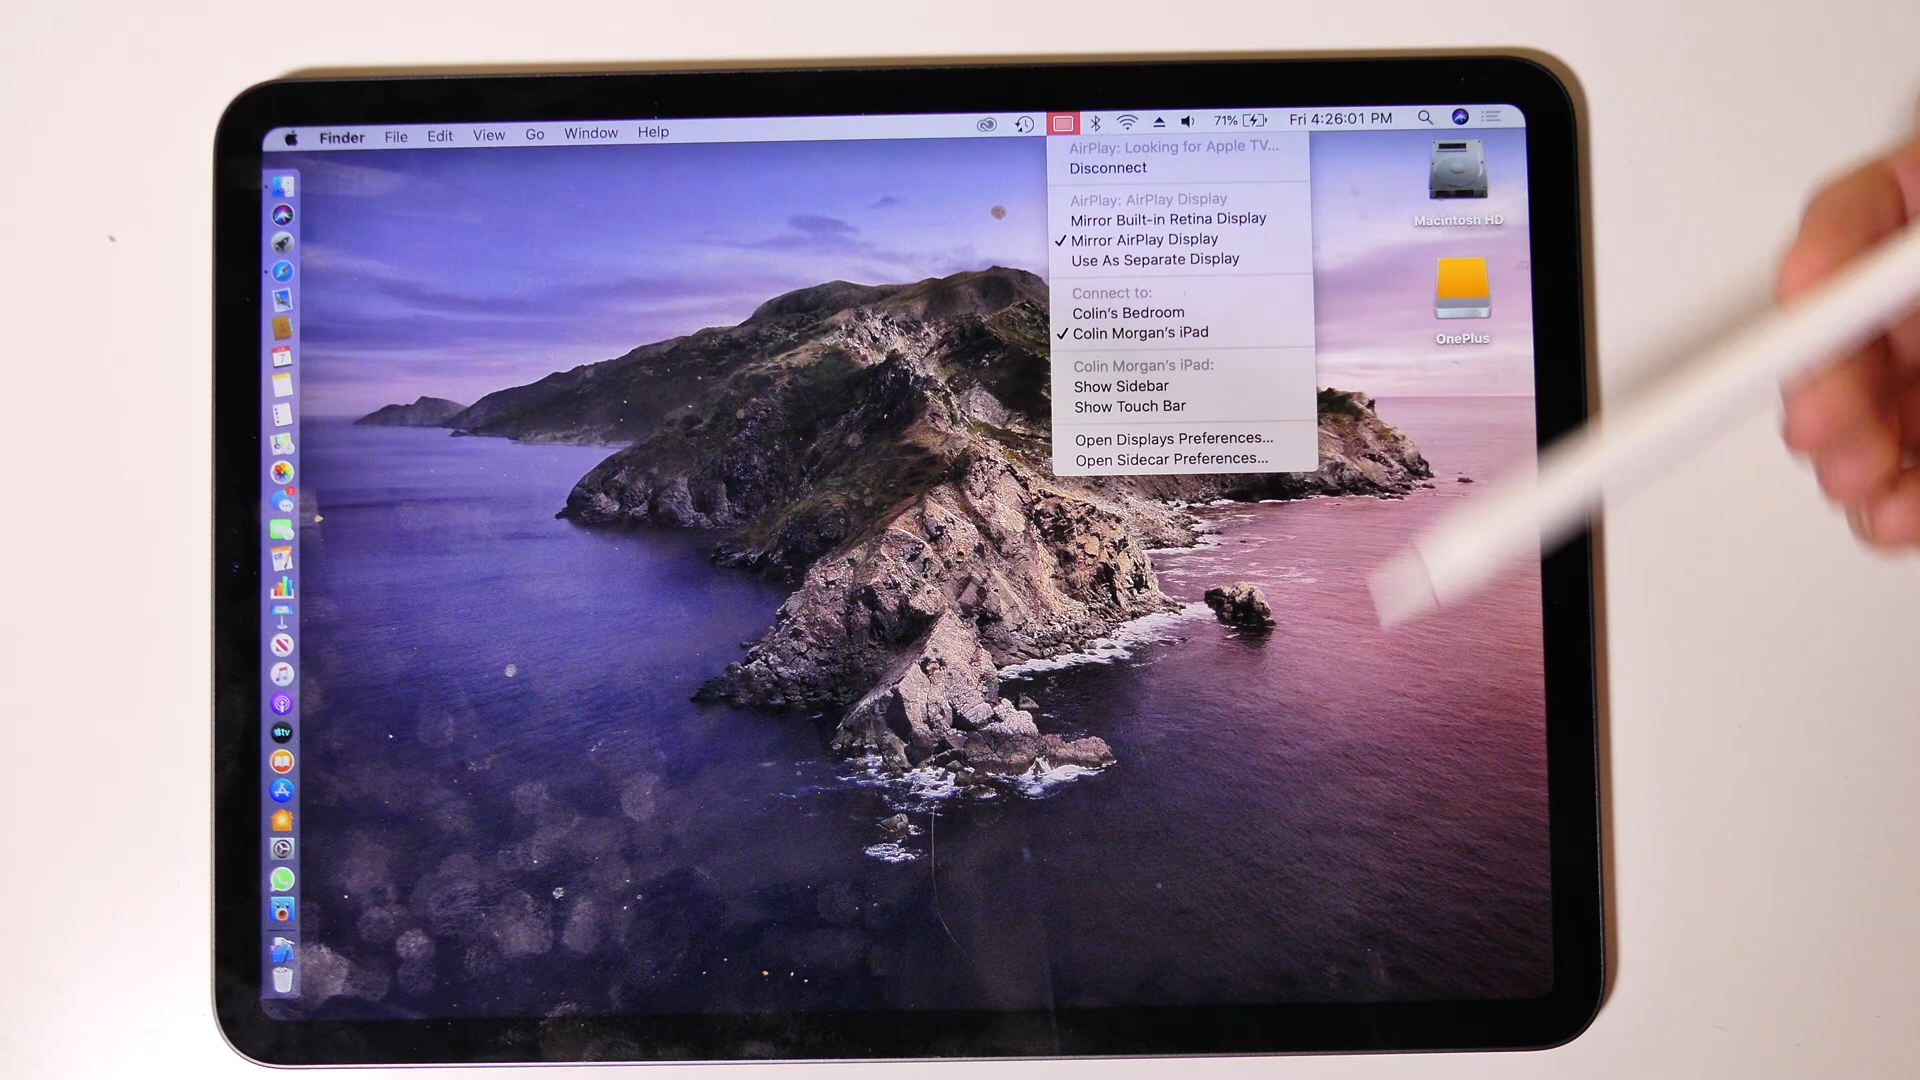 Finder File Edit View Go Window Help 71% Fri 4:26:01 PM
AirPlay: Looking for Apple TV...
Disconnect
AirPlay: AirPlay Display
Mirror Built-in Retina Display
✓ Mirror AirPlay Display
Use As Separate Display
Connect to:
Colin's Bedroom
✓ Colin Morgan's iPad
Colin Morgan's iPad:
Show Sidebar
Show Touch Bar
Open Displays Preferences...
Open Sidecar Preferences...
Macintosh HD
OnePlus
7
tv